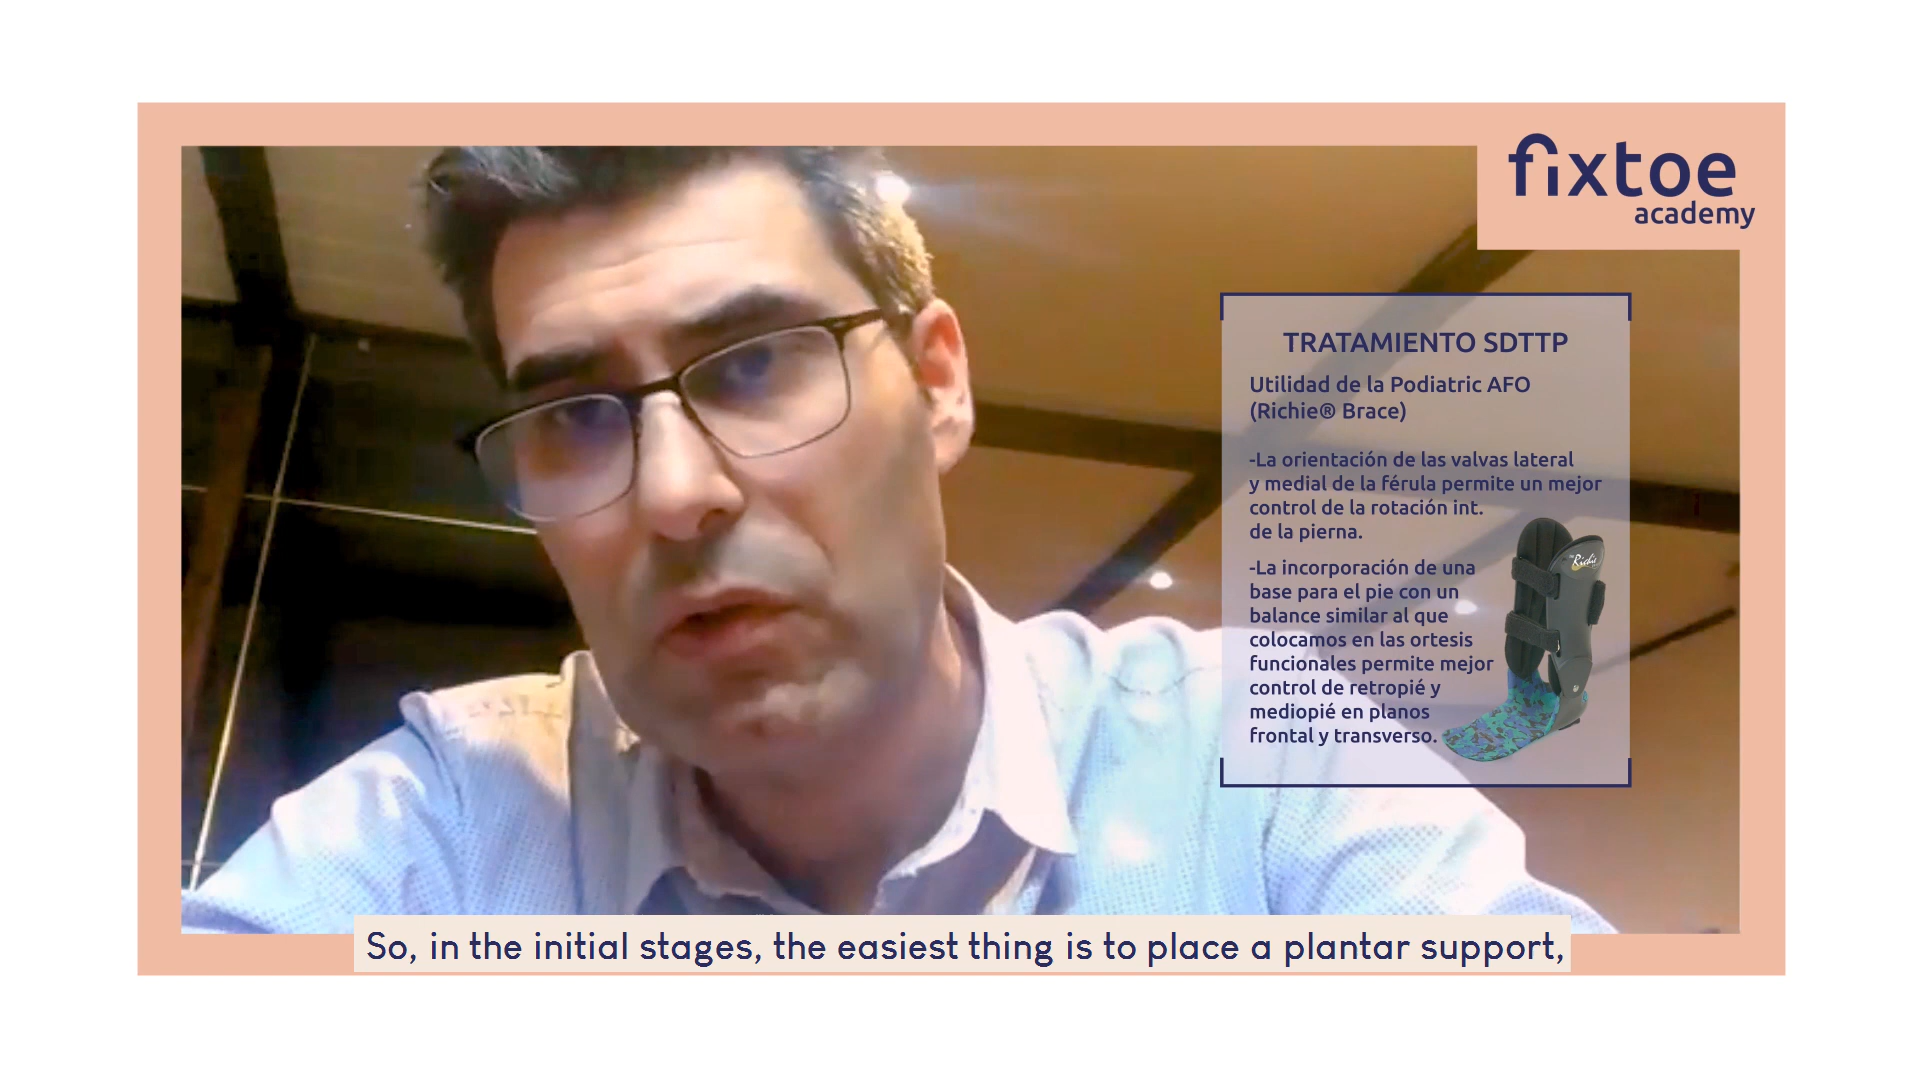 fixtoe
academy
TRATAMIENTO SDTTP
Utilidad de la Podiatric AFO
(Richie® Brace)
-La orientación de las valvas lateral
y medial de la férula permite un mejor
control de la rotación int.
de la pierna.
-La incorporación de una
base para el pie con un
balance similar al que
colocamos en las ortesis
funcionales permite mejor
control de retropié y
mediopié en planos
frontal y transverso.
Richie
So, in the initial stages, the easiest thing is to place a plantar support,